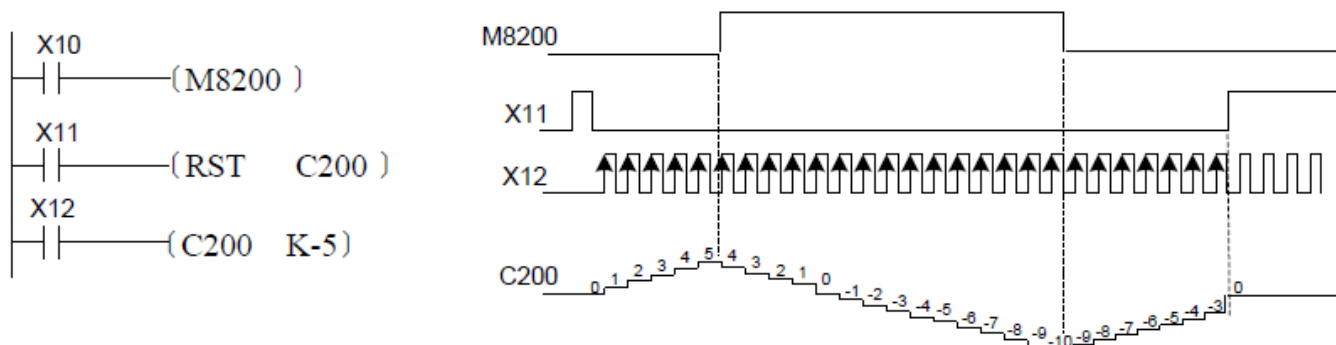 X10
(M8200 )
X11
(RST C200 )
X12
(C200 K-5)
M8200
X11
X12
C200
0 1 2 3 4 5 4 3 2 1 0 -1 -2 -3 -4 -5 -6 -7 -8 -9 -10 -9 -8 -7 -6 -5 -4 -3 0